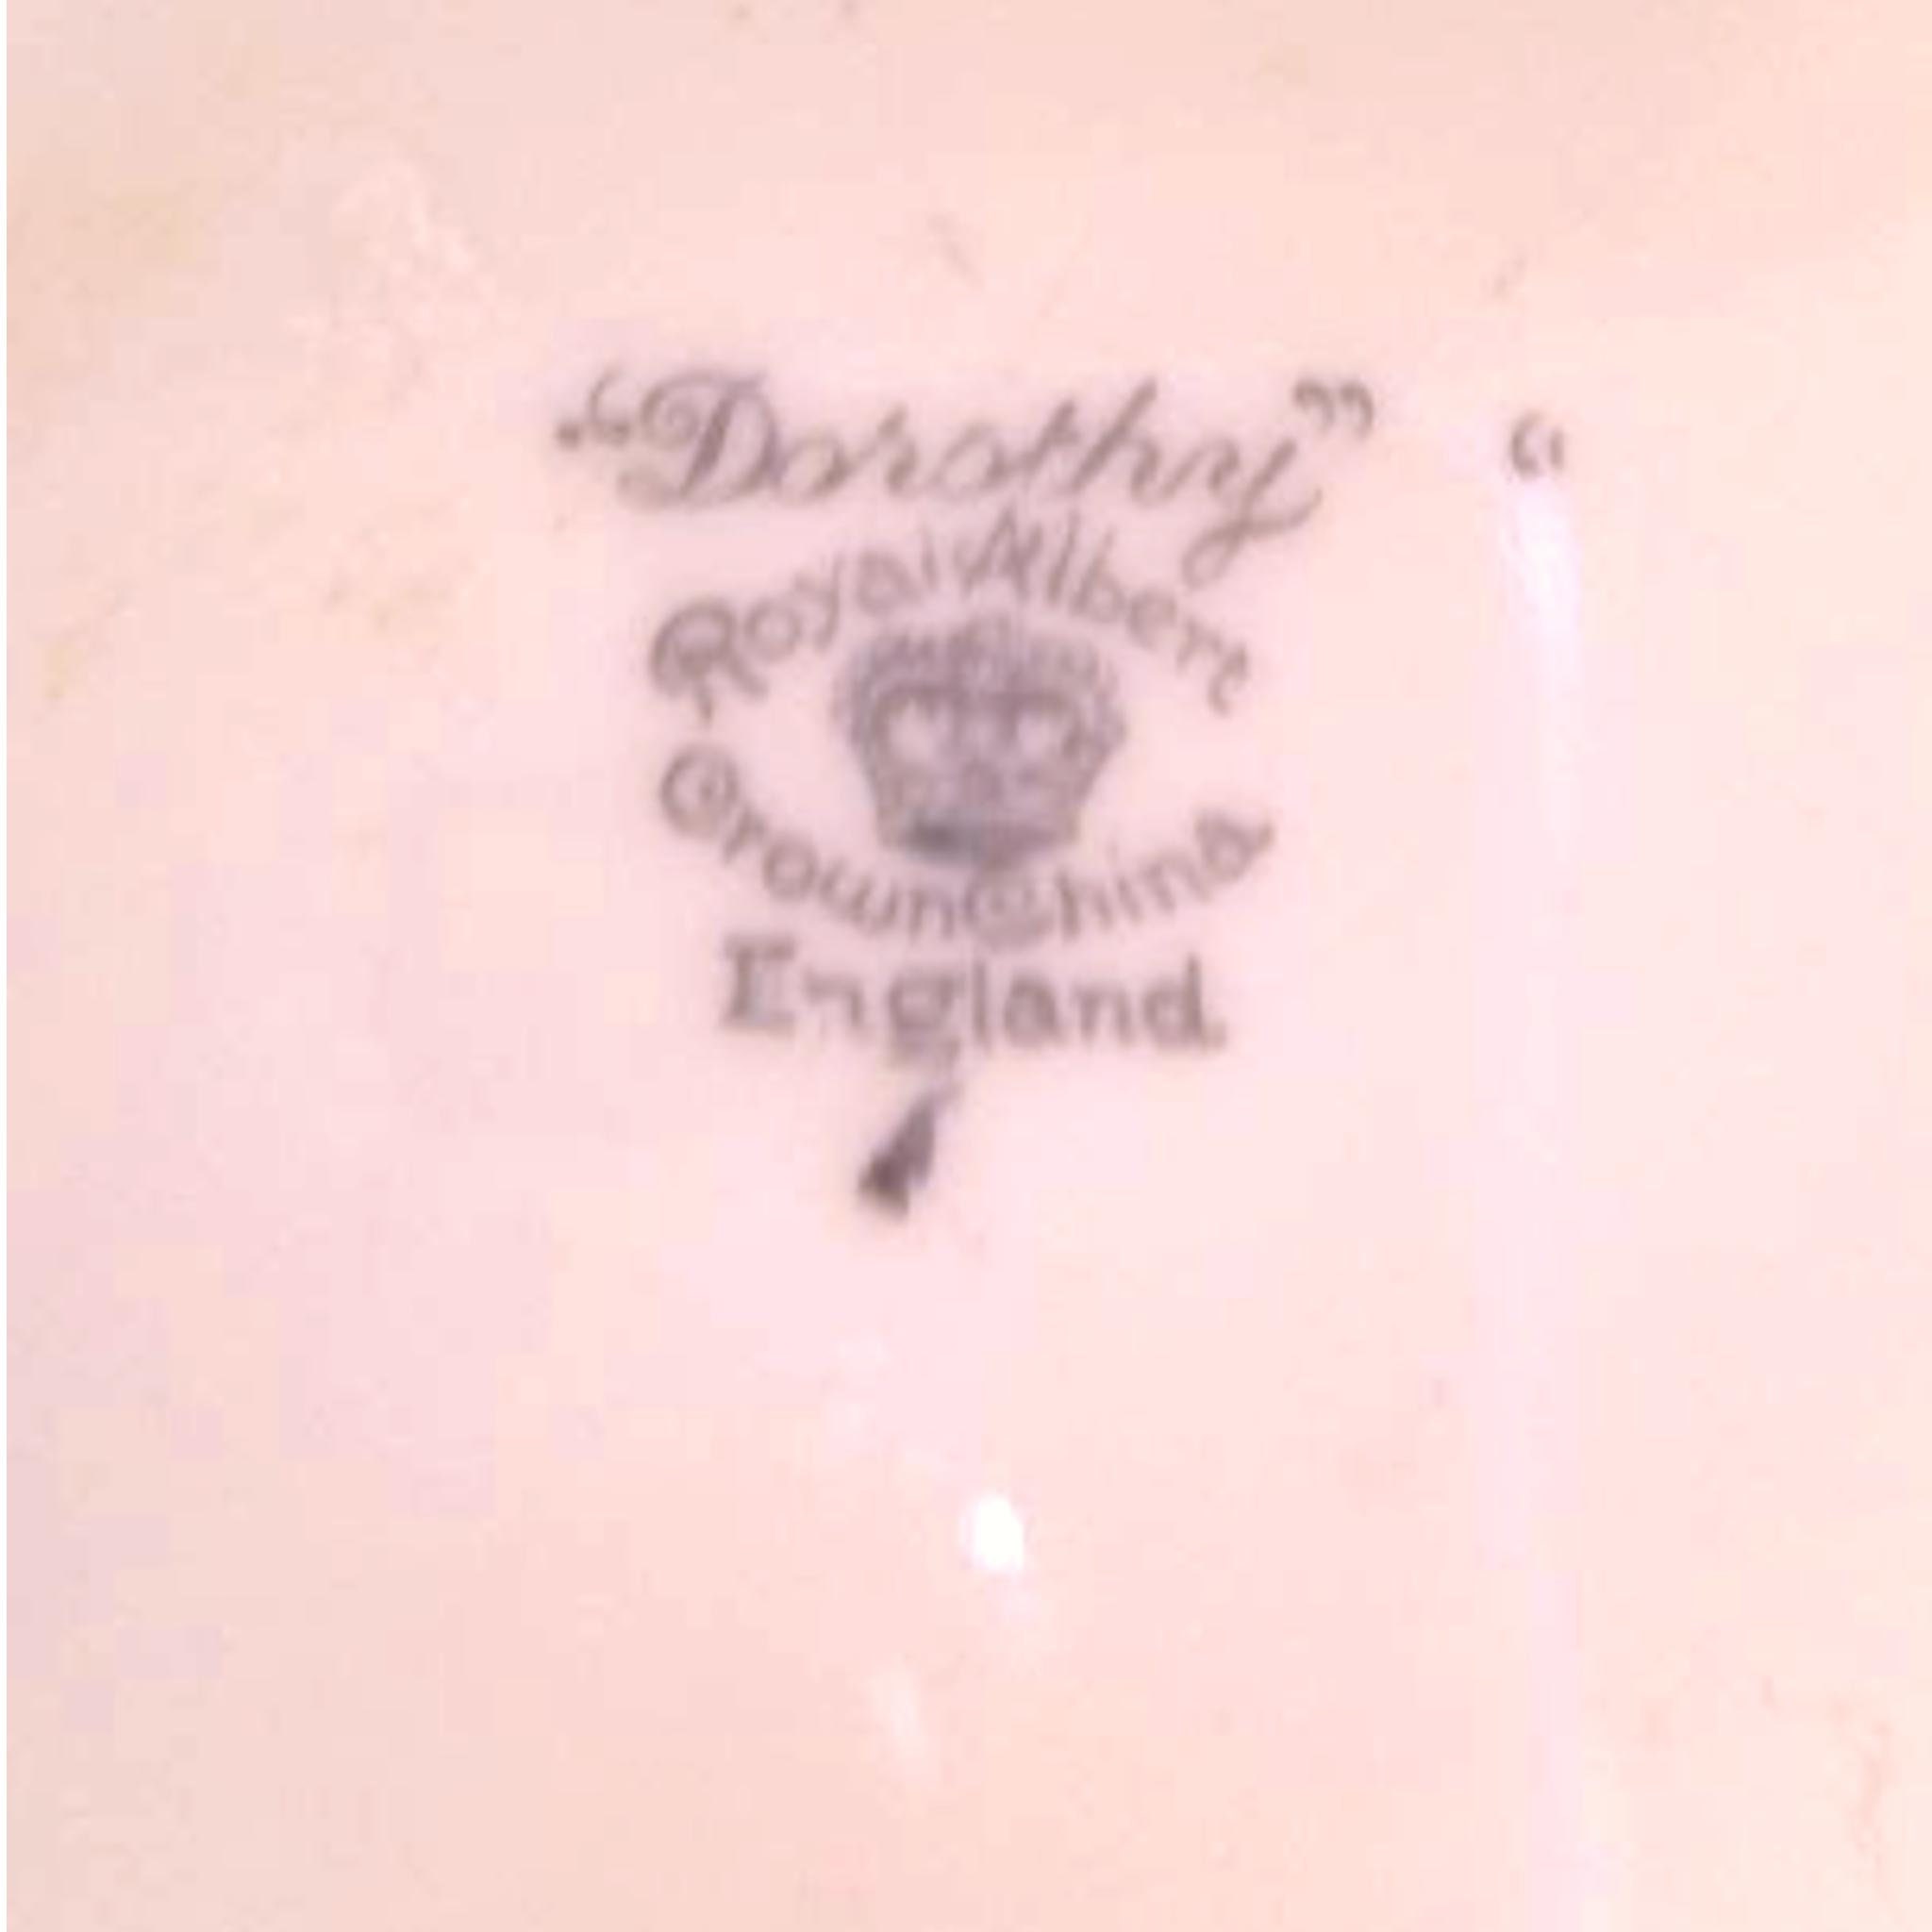 "Dorothy" "
Royal Albert
Crown China
England